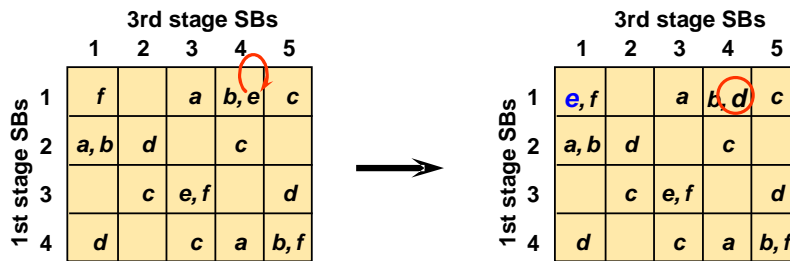 3rd stage SBs
1 2 3 4 5
1st stage SBs
1 f a b, e c
2 a, b d c
3 c e, f d
4 d c a b, f
3rd stage SBs
1 2 3 4 5
1st stage SBs
1 e, f a b, d c
2 a, b d c
3 c e, f d
4 d c a b, f